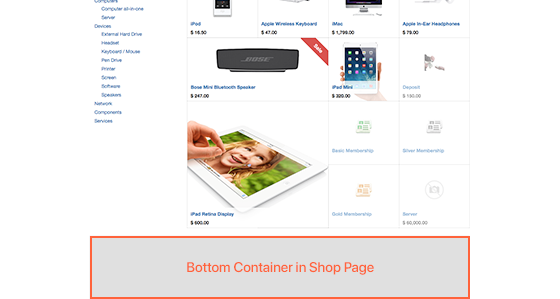 Computers
Computer all-in-one
Server
Devices
External Hard Drive
Headset
Keyboard / Mouse
Pen Drive
Printer
Screen
Software
Speakers
Network
Components
Services
iPod
$ 16.50
Apple Wireless Keyboard
$ 47.00
iMac
$ 1,799.00
Apple In-Ear Headphones
$ 79.00
BOSE
Sale
Bose Mini Bluetooth Speaker
$ 247.00
iPad Mini
$ 320.00
Deposit
$ 150.00
Basic Membership
Silver Membership
iPad Retina Display
$ 600.00
Gold Membership
Server
$ 60,000.00
Bottom Container in Shop Page